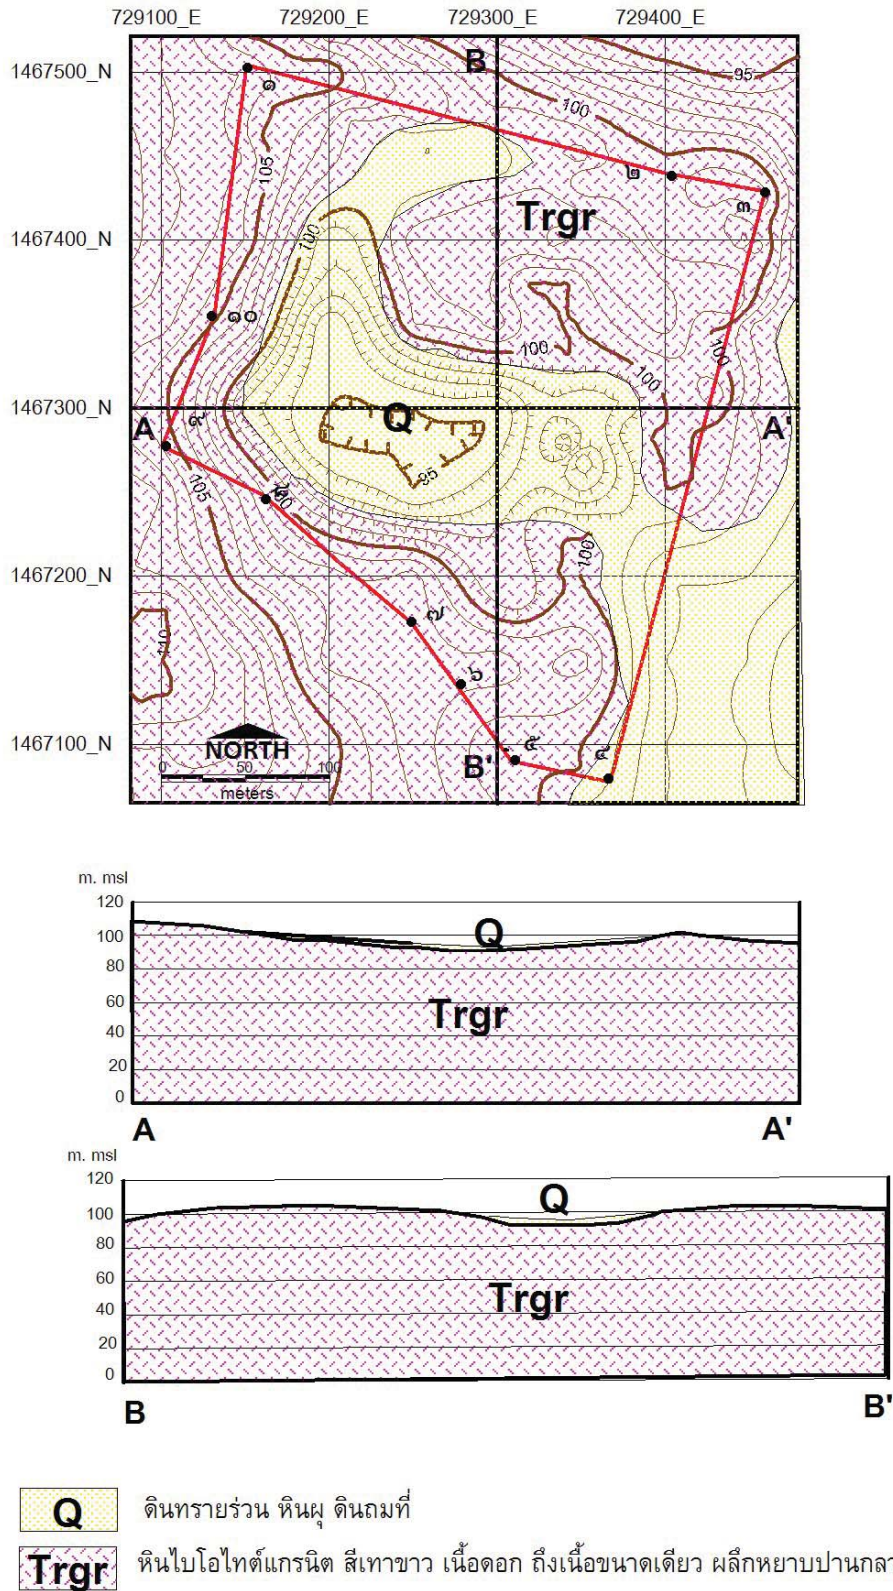 729100_E 729200_E 729300_E 729400_E
1467500_N
B
95
๑
100
105
๒
๓
Trgr
1467400_N
100
๑๐
100
100
100
1467300_N
A
๙
Q
A'
95
105
๘
100
1467200_N
100
๗
110
๖
1467100_N
NORTH
B'
๕
๔
0 50 100
meters
m. msl
120
100
80
60
40
20
0
Q
Trgr
A A'
m. msl
120
100
80
60
40
20
0
Q
Trgr
B B'
Q ดินทรายร่วน หินผุ ดินถมที่
Trgr หินไบโอไทต์แกรนิต สีเทาขาว เนื้อดอก ถึงเนื้อขนาดเดียว ผลึกหยาบปานกลา